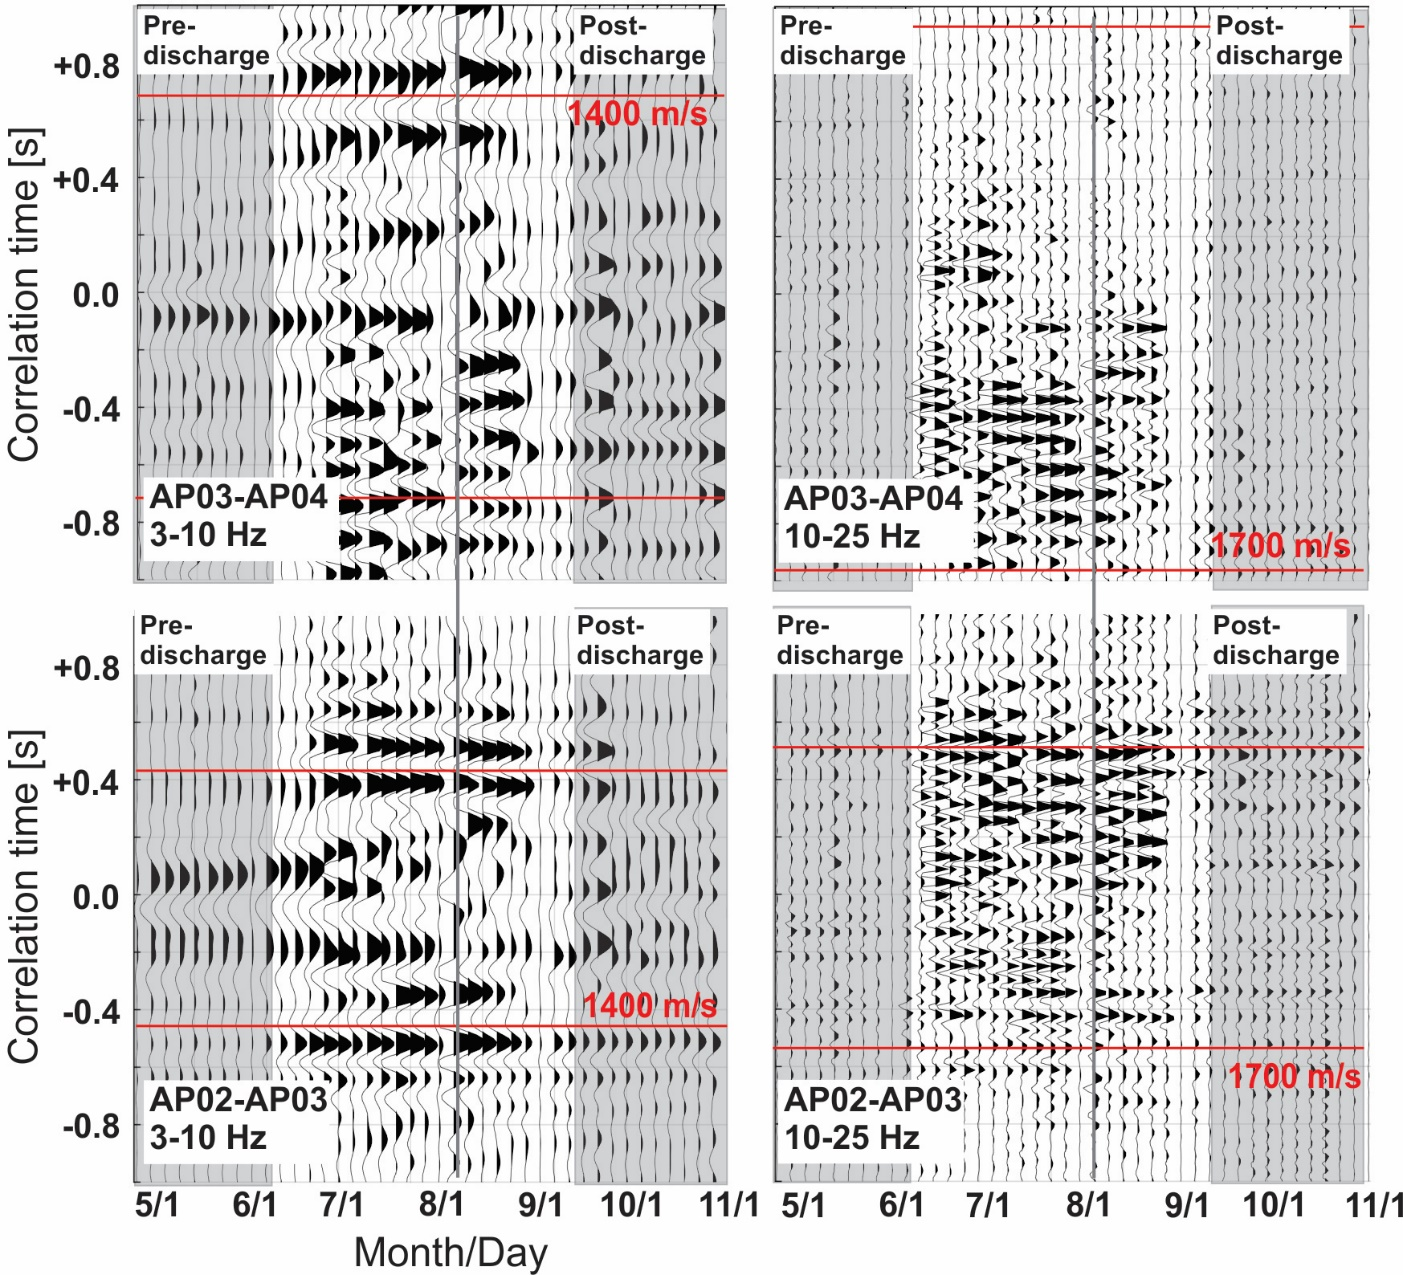 Pre-
discharge
Post-
discharge
+0.8
1400 m/s
+0.4
0.0
-0.4
-0.8
Correlation time [s]
AP03-AP04
3-10 Hz
Pre-
discharge
Post-
discharge
AP03-AP04
10-25 Hz
1700 m/s
Pre-
discharge
Post-
discharge
+0.8
+0.4
0.0
-0.4
-0.8
Correlation time [s]
1400 m/s
AP02-AP03
3-10 Hz
5/1 6/1 7/1 8/1 9/1 10/1 11/1
Month/Day
Pre-
discharge
Post-
discharge
1700 m/s
AP02-AP03
10-25 Hz
5/1 6/1 7/1 8/1 9/1 10/1 11/1